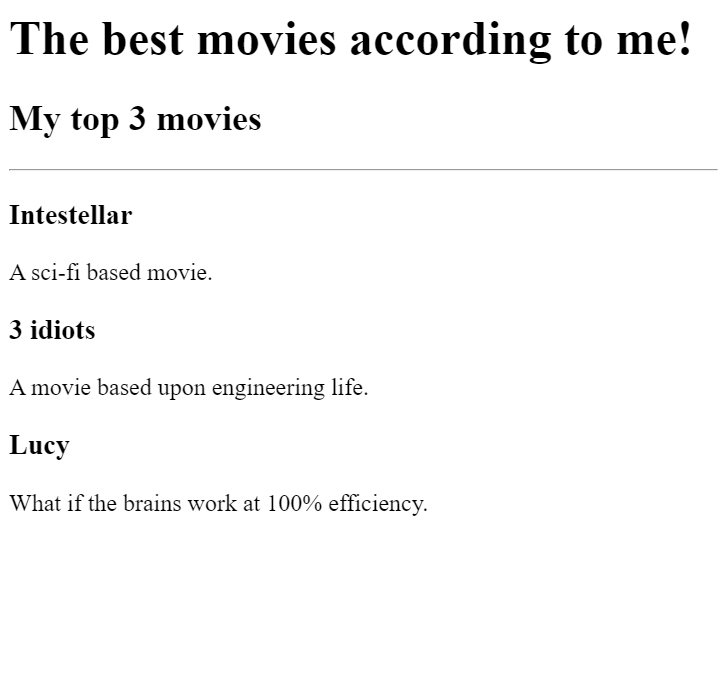 The best movies according to me!
My top 3 movies
Intestellar
A sci-fi based movie.
3 idiots
A movie based upon engineering life.
Lucy
What if the brains work at 100% efficiency.